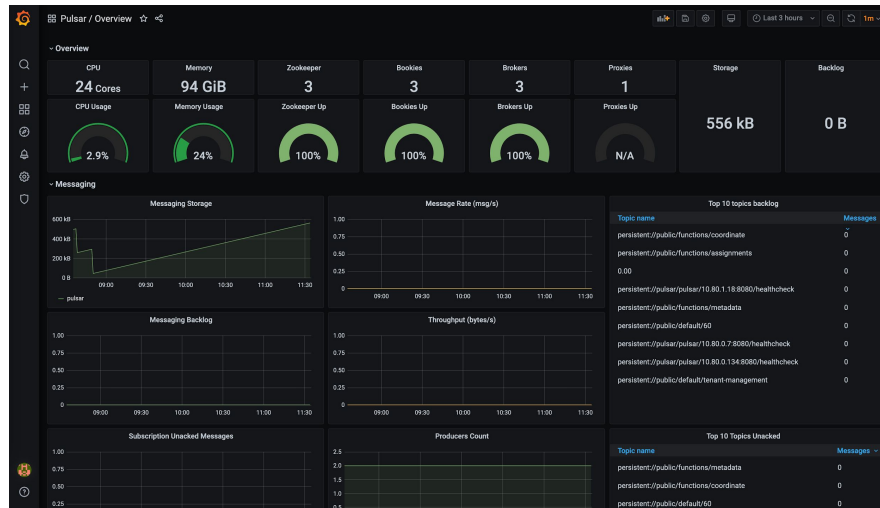 Pulsar / Overview
Last 3 hours
1m
Overview
CPU
24 Cores
Memory
94 GiB
Zookeeper
3
Bookies
3
Brokers
3
Proxies
1
Storage
556 kB
Backlog
0 B
CPU Usage
2.9%
Memory Usage
24%
Zookeeper Up
100%
Bookies Up
100%
Brokers Up
100%
Proxies Up
N/A
Messaging
Messaging Storage
600 kB
400 kB
200 kB
0 B
09:00 09:30 10:00 10:30 11:00 11:30
pulsar
Message Rate (msg/s)
1.00
0.75
0.50
0.25
0
09:00 09:30 10:00 10:30 11:00 11:30
Top 10 topics backlog
Topic name Messages
persistent://public/functions/coordinate 0
persistent://public/functions/assignments 0
0.00 0
persistent://pulsar/pulsar/10.80.1.18:8080/healthcheck 0
persistent://public/functions/metadata 0
persistent://public/default/60 0
persistent://pulsar/pulsar/10.80.0.7:8080/healthcheck 0
persistent://pulsar/pulsar/10.80.0.134:8080/healthcheck 0
persistent://public/default/tenant-management 0
Messaging Backlog
1.00
0.75
0.50
0.25
0
09:00 09:30 10:00 10:30 11:00 11:30
Throughput (bytes/s)
1.00
0.75
0.50
0.25
0
09:00 09:30 10:00 10:30 11:00 11:30
Subscription Unacked Messages
1.00
0.75
0.50
0.25
Producers Count
2.5
2.0
1.5
1.0
0.5
Top 10 Topics Unacked
Topic name Messages
persistent://public/functions/metadata 0
persistent://public/functions/coordinate 0
persistent://public/default/60 0